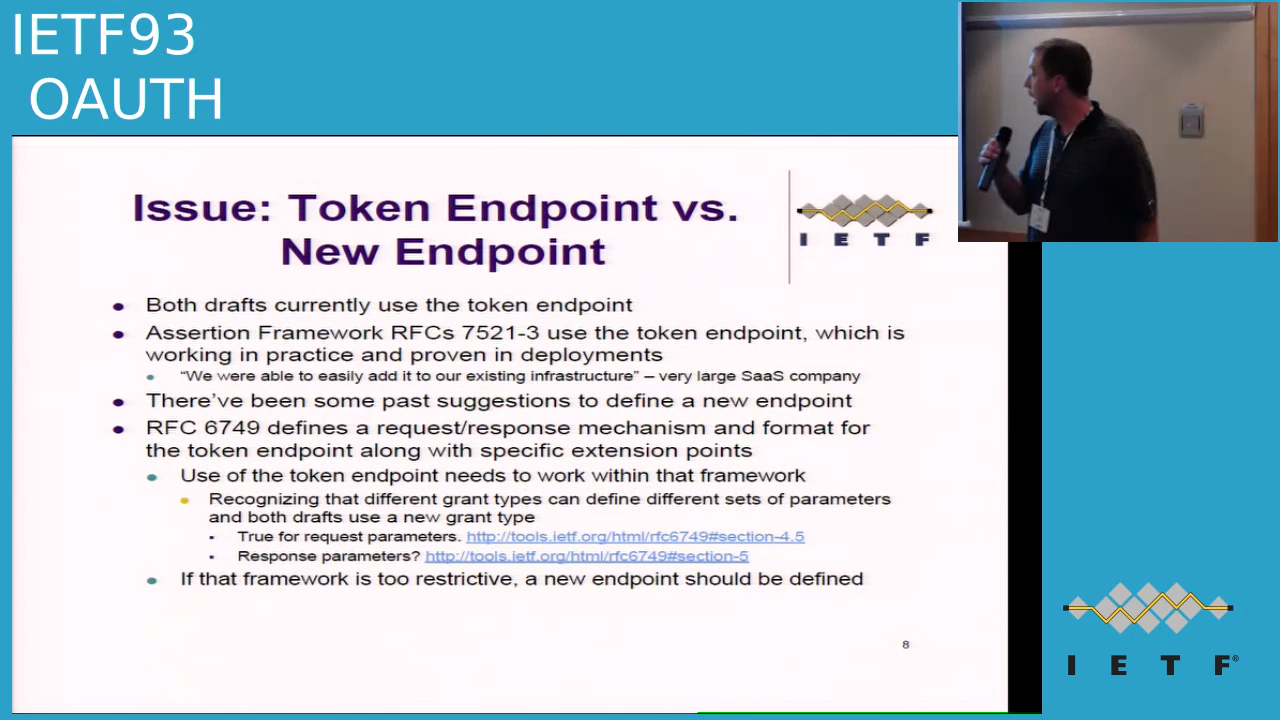 IETF93
OAUTH
Issue: Token Endpoint vs.
New Endpoint
I E T F
Both drafts currently use the token endpoint
Assertion Framework RFCs 7521-3 use the token endpoint, which is
working in practice and proven in deployments
“We were able to easily add it to our existing infrastructure” – very large SaaS company
There’ve been some past suggestions to define a new endpoint
RFC 6749 defines a request/response mechanism and format for
the token endpoint along with specific extension points
Use of the token endpoint needs to work within that framework
Recognizing that different grant types can define different sets of parameters
and both drafts use a new grant type
True for request parameters. http://tools.ietf.org/html/rfc6749#section-4.5
Response parameters? http://tools.ietf.org/html/rfc6749#section-5
If that framework is too restrictive, a new endpoint should be defined
8
I E T F®